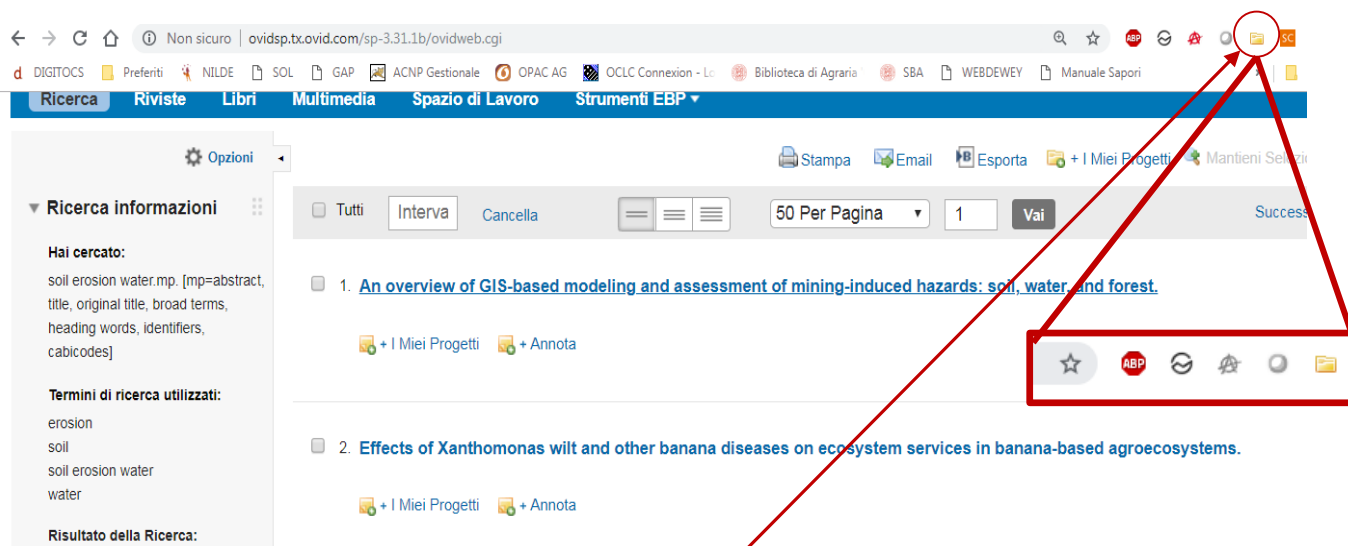 Non sicuro | ovidsp.tx.ovid.com/sp-3.31.1b/ovidweb.cgi ABP SC
d DIGITOCS Preferiti NILDE SOL GAP ACNP Gestionale OPAC AG OCLC Connexion - Lo Biblioteca di Agraria SBA WEBDEWEY Manuale Sapori »
Ricerca Riviste Libri Multimedia Spazio di Lavoro Strumenti EBP ▾
Opzioni
Stampa Email Esporta + I Miei Progetti Mantieni Selezi
Ricerca informazioni
Tutti Interva Cancella 50 Per Pagina 1 Vai Success
Hai cercato:
soil erosion water.mp. [mp=abstract,
title, original title, broad terms,
heading words, identifiers,
cabicodes]
1. An overview of GIS-based modeling and assessment of mining-induced hazards: soil, water, and forest.
+ I Miei Progetti + Annota
ABP
Termini di ricerca utilizzati:
erosion
soil
soil erosion water
water
2. Effects of Xanthomonas wilt and other banana diseases on ecosystem services in banana-based agroecosystems.
+ I Miei Progetti + Annota
Risultato della Ricerca: